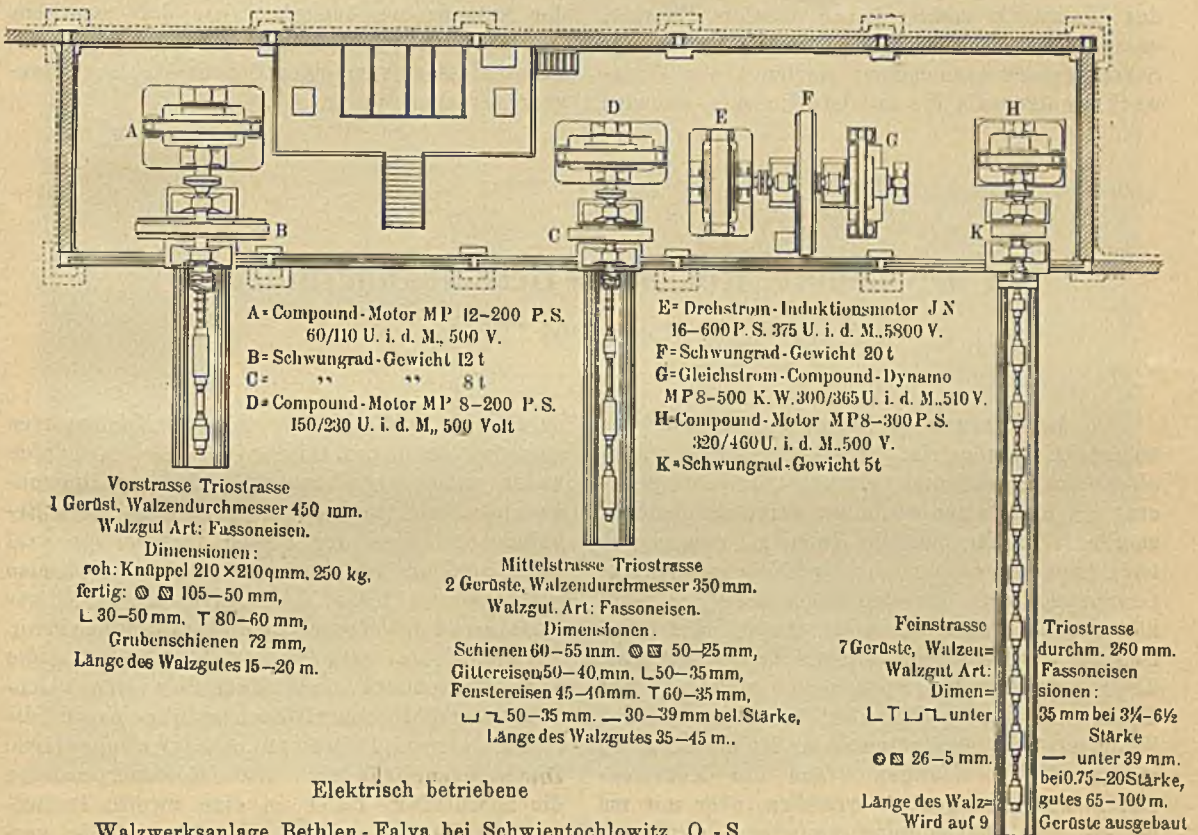 A
B
C
D
E
F
G
H
K
A= Compound-Motor MP 12–200 P.S.
60/110 U. i. d. M., 500 V.
B= Schwungrad-Gewicht 12 t
C= ,, ,, 8 t
D= Compound-Motor MP 8–200 P.S.
150/230 U. i. d. M,, 500 Volt
E= Drehstrom-Induktionsmotor J N
16–600 P. S. 375 U. i. d. M., 5800 V.
F= Schwungrad-Gewicht 20 t
G= Gleichstrom-Compound-Dynamo
MP 8–500 K.W. 300/365 U. i. d. M., 510 V.
H-Compound-Motor MP 8–300 P.S.
320/460 U. i. d. M., 500 V.
K= Schwungrad-Gewicht 5t
Vorstrasse Triostrasse
1 Gerüst, Walzendurchmesser 450 mm.
Walzgut Art: Fassoneisen.
Dimensionen:
roh: Knüppel 210 × 210 qmm, 250 kg,
fertig: 105–50 mm,
L 30–50 mm, T 80–60 mm,
Grubenschienen 72 mm,
Länge des Walzgutes 15–20 m.
Mittelstrasse Triostrasse
2 Gerüste, Walzendurchmesser 350 mm.
Walzgut. Art: Fassoneisen.
Dimensionen.
Schienen 60–55 mm. 50–25 mm,
Gittereisen 50–40, mm, L 50–35 mm,
Fenstereisen 45–40 mm. T 60–35 mm,
50–35 mm. 30–39 mm bel. Stärke,
Länge des Walzgutes 35–45 m..
Feinstrasse Triostrasse
7 Gerüste, Walzen= durchm. 260 mm.
Walzgut Art: Fassoneisen
Dimen= sionen:
L T unter 35 mm bei 3¼–6½
Stärke
26–5 mm. — unter 39 mm.
bei 0.75–20 Stärke,
Länge des Walz= gutes 65–100 m.
Wird auf 9 Gerüste ausgebaut
Elektrisch betriebene
Walzwerksanlage Bethlen-Falva bei Schwientochlowitz, O.-S.